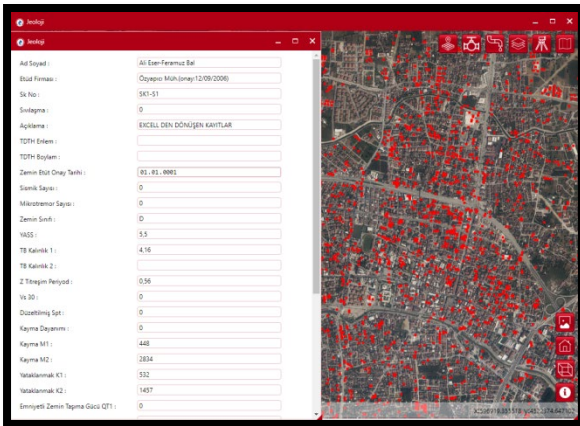 Jeoloji
Jeoloji
Ad Soyad : Ali Eser-Feramuz Bal
Etüd Firması : Özyapıcı Müh.(onay:12/09/2006)
Sk No : SK1-S1
Sıvılaşma : 0
Açıklama : EXCELL DEN DÖNÜŞEN KAYITLAR
TDTH Enlem :
TDTH Boylam :
Zemin Etüt Onay Tarihi : 01.01.0001
Sismik Sayısı : 0
Mikrotremor Sayısı : 0
Zemin Sınıfı : D
YASS : 5,5
TB Kalınlık 1 : 4,16
TB Kalınlık 2 :
Z Titreşim Periyod : 0,56
Vs 30 : 0
Düzeltilmiş Spt : 0
Kayma Dayanımı : 0
Kayma M1 : 448
Kayma M2 : 2834
Yataklanmak K1 : 532
Yataklanmak K2 : 1457
Emniyetli Zemin Taşıma Gücü QT1 : 0